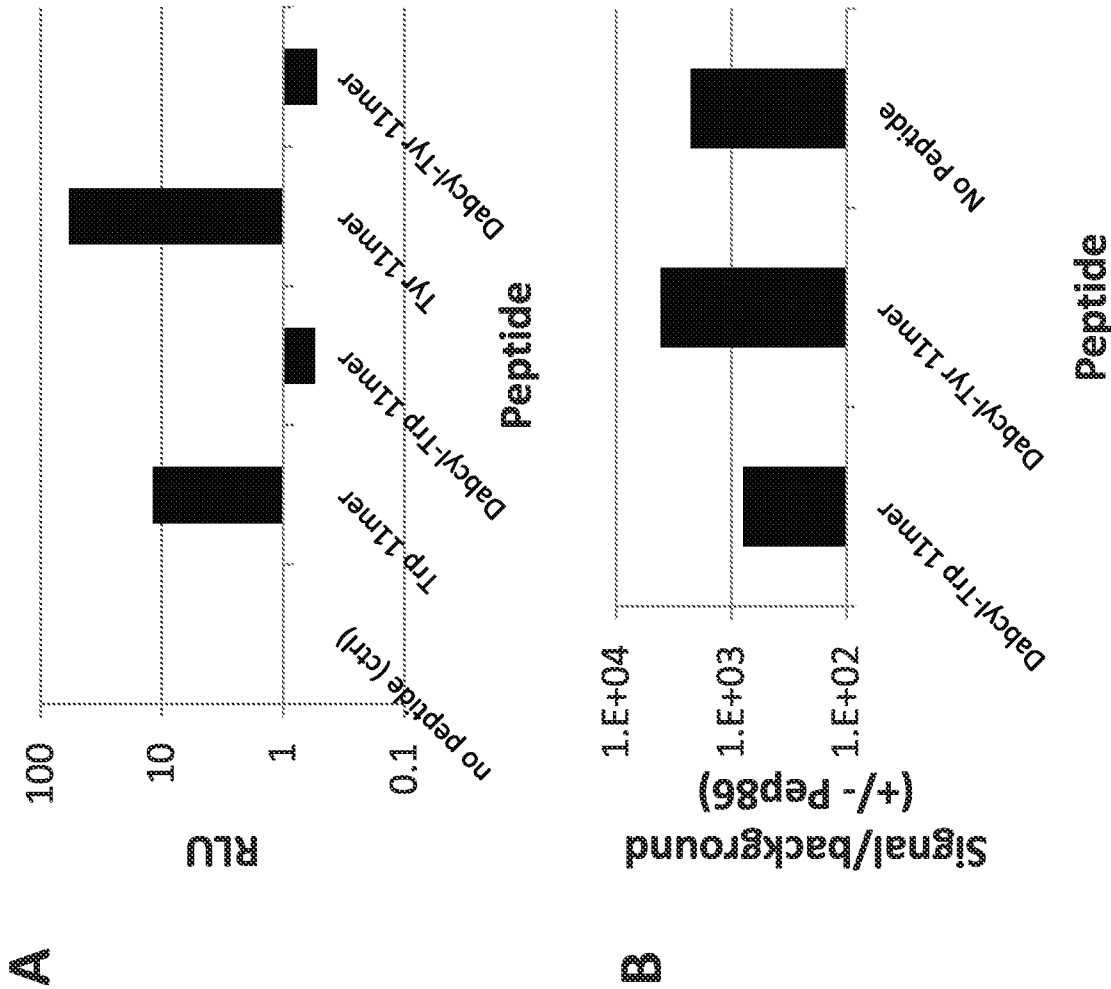 A
RLU
100
10
1
0.1
no peptide (ctrl)
Trp 11mer
Dabcyl-Trp 11mer
Tyr 11mer
Dabcyl-Tyr 11mer
Peptide
B
Signal/background
(+/- Pep86)
1.E+04
1.E+03
1.E+02
Dabcyl-Trp 11mer
Dabcyl-Tyr 11mer
No Peptide
Peptide